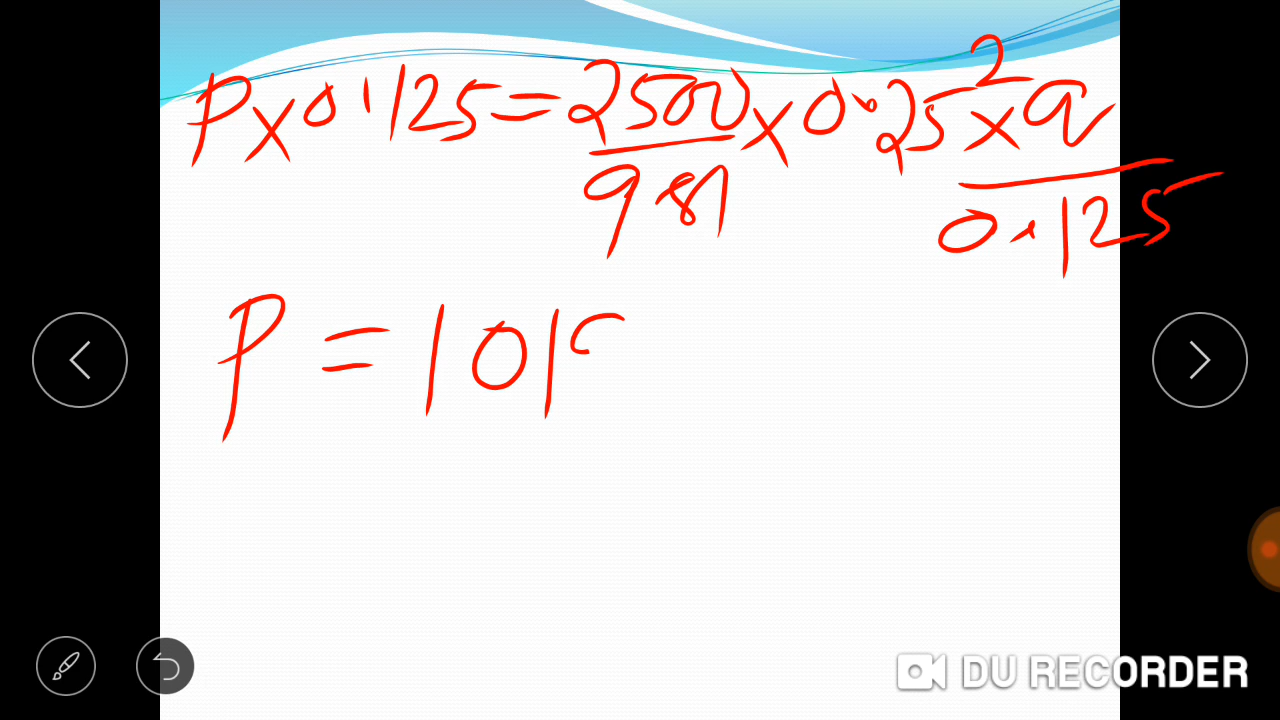 P x 0.125 = 2500/9.81 x 0.25² x a/0.125
P = 101
DU RECORDER